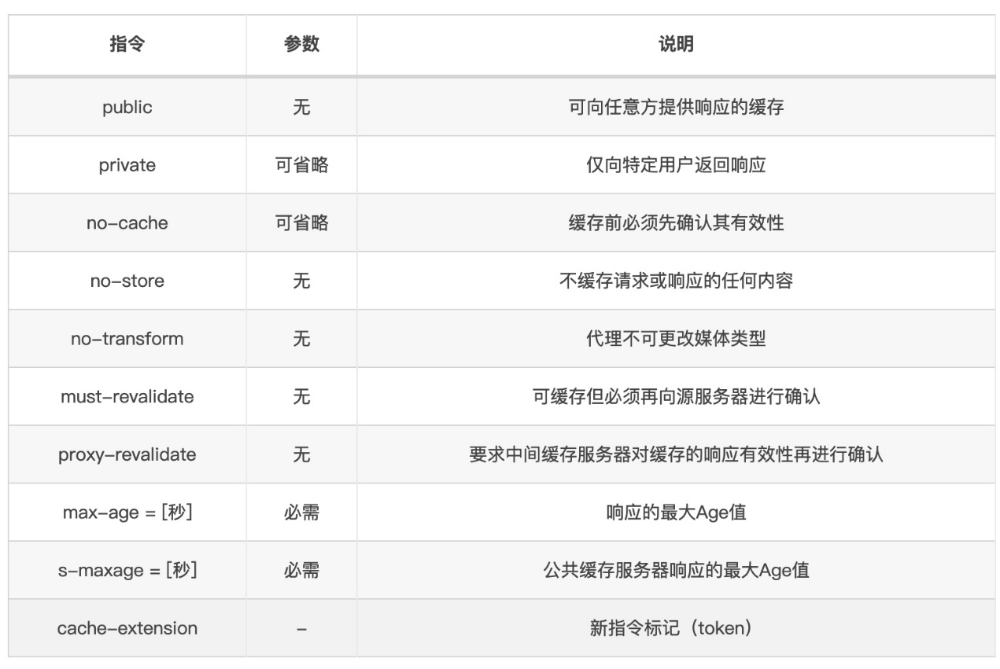 指令 参数 说明
public 无 可向任意方提供响应的缓存
private 可省略 仅向特定用户返回响应
no-cache 可省略 缓存前必须先确认其有效性
no-store 无 不缓存请求或响应的任何内容
no-transform 无 代理不可更改媒体类型
must-revalidate 无 可缓存但必须再向源服务器进行确认
proxy-revalidate 无 要求中间缓存服务器对缓存的响应有效性再进行确认
max-age = [秒] 必需 响应的最大Age值
s-maxage = [秒] 必需 公共缓存服务器响应的最大Age值
cache-extension - 新指令标记（token）